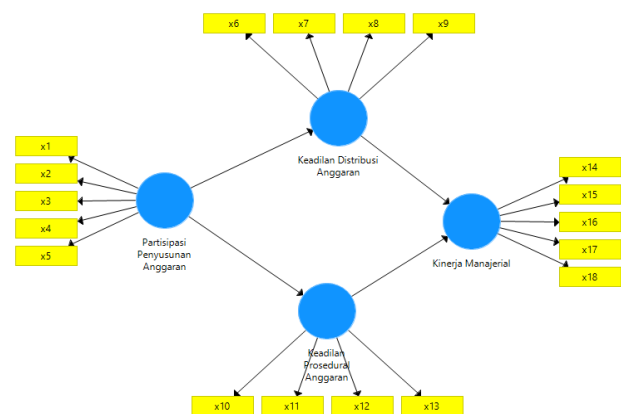 x6
x7
x8
x9
Keadilan Distribusi
Anggaran
x1
x2
x3
x4
x5
Partisipasi
Penyusunan
Anggaran
x14
x15
x16
x17
x18
Kinerja Manajerial
Keadilan
Prosedural
Anggaran
x10
x11
x12
x13